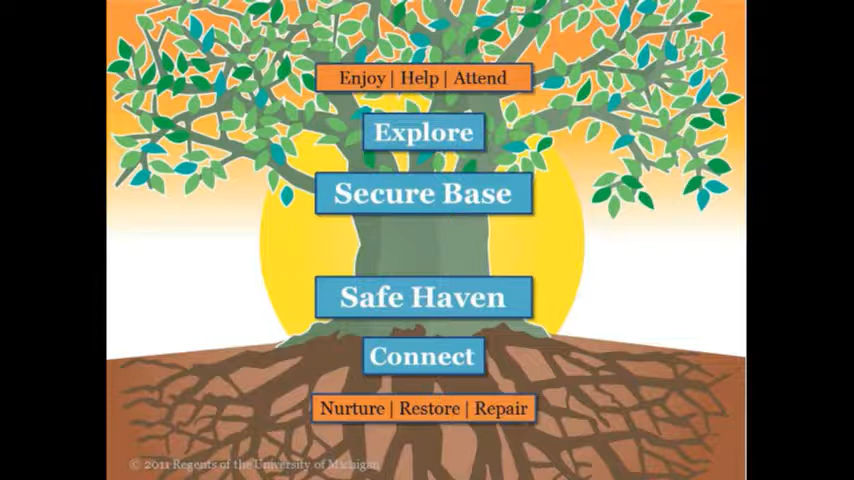 Enjoy | Help | Attend
Explore
Secure Base
Safe Haven
Connect
Nurture | Restore | Repair
© 2011 Regents of the University of Michigan